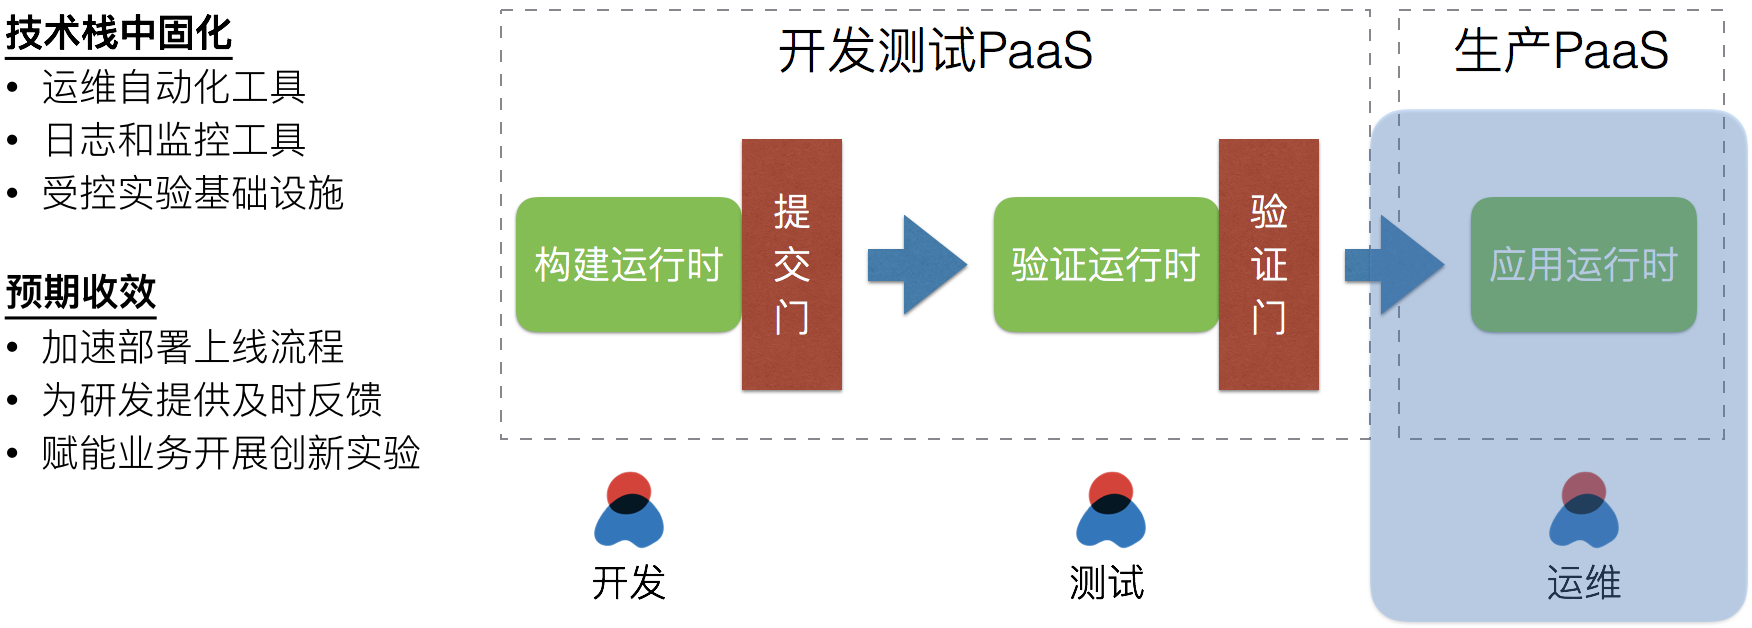 技术栈中固化
• 运维自动化工具
• 日志和监控工具
• 受控实验基础设施
预期收效
• 加速部署上线流程
• 为研发提供及时反馈
• 赋能业务开展创新实验
开发测试PaaS
生产PaaS
构建运行时
提交门
验证运行时
验证门
应用运行时
开发
测试
运维